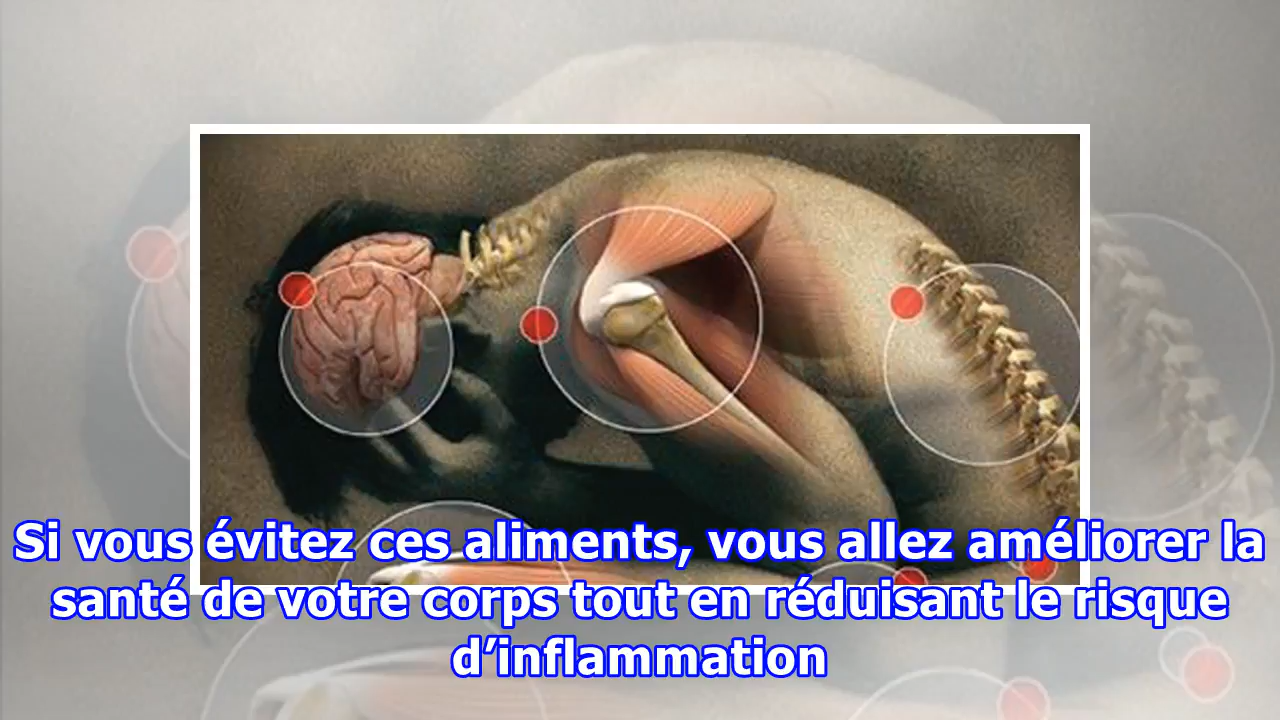 Si vous évitez ces aliments, vous allez améliorer la
santé de votre corps tout en réduisant le risque
d’inflammation